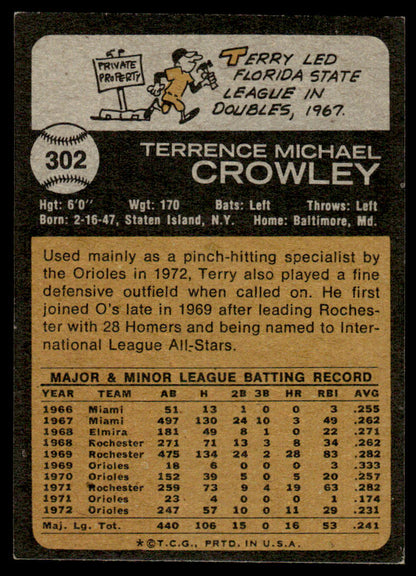 PRIVATE
PROPERTY
TERRY LED
FLORIDA STATE
LEAGUE IN
DOUBLES, 1967.
302
TERRENCE MICHAEL
CROWLEY
Hgt: 6'0" Wgt: 170 Bats: Left Throws: Left
Born: 2-16-47, Staten Island, N.Y. Home: Baltimore, Md.
Used mainly as a pinch-hitting specialist by
the Orioles in 1972, Terry also played a fine
defensive outfield when called on. He first
joined O's late in 1969 after leading Roches-
ter with 28 Homers and being named to Inter-
national League All-Stars.
MAJOR & MINOR LEAGUE BATTING RECORD
YEAR TEAM AB H 2B 3B HR RBI AVG
1966 Miami 51 13 1 0 0 3 .255
1967 Miami 497 130 24 10 3 49 .262
1968 Elmira 181 49 8 1 0 22 .271
1968 Rochester 271 71 13 3 8 34 .262
1969 Rochester 475 134 24 2 28 83 .282
1969 Orioles 18 6 0 0 0 3 .333
1970 Orioles 152 39 5 0 5 20 .257
1971 Rochester 259 73 9 4 19 63 .282
1971 Orioles 23 4 0 0 0 1 .174
1972 Orioles 247 57 10 0 11 29 .231
Maj. Lg. Tot. 440 106 15 0 16 53 .241
*©T.C.G., PRTD. IN U.S.A.